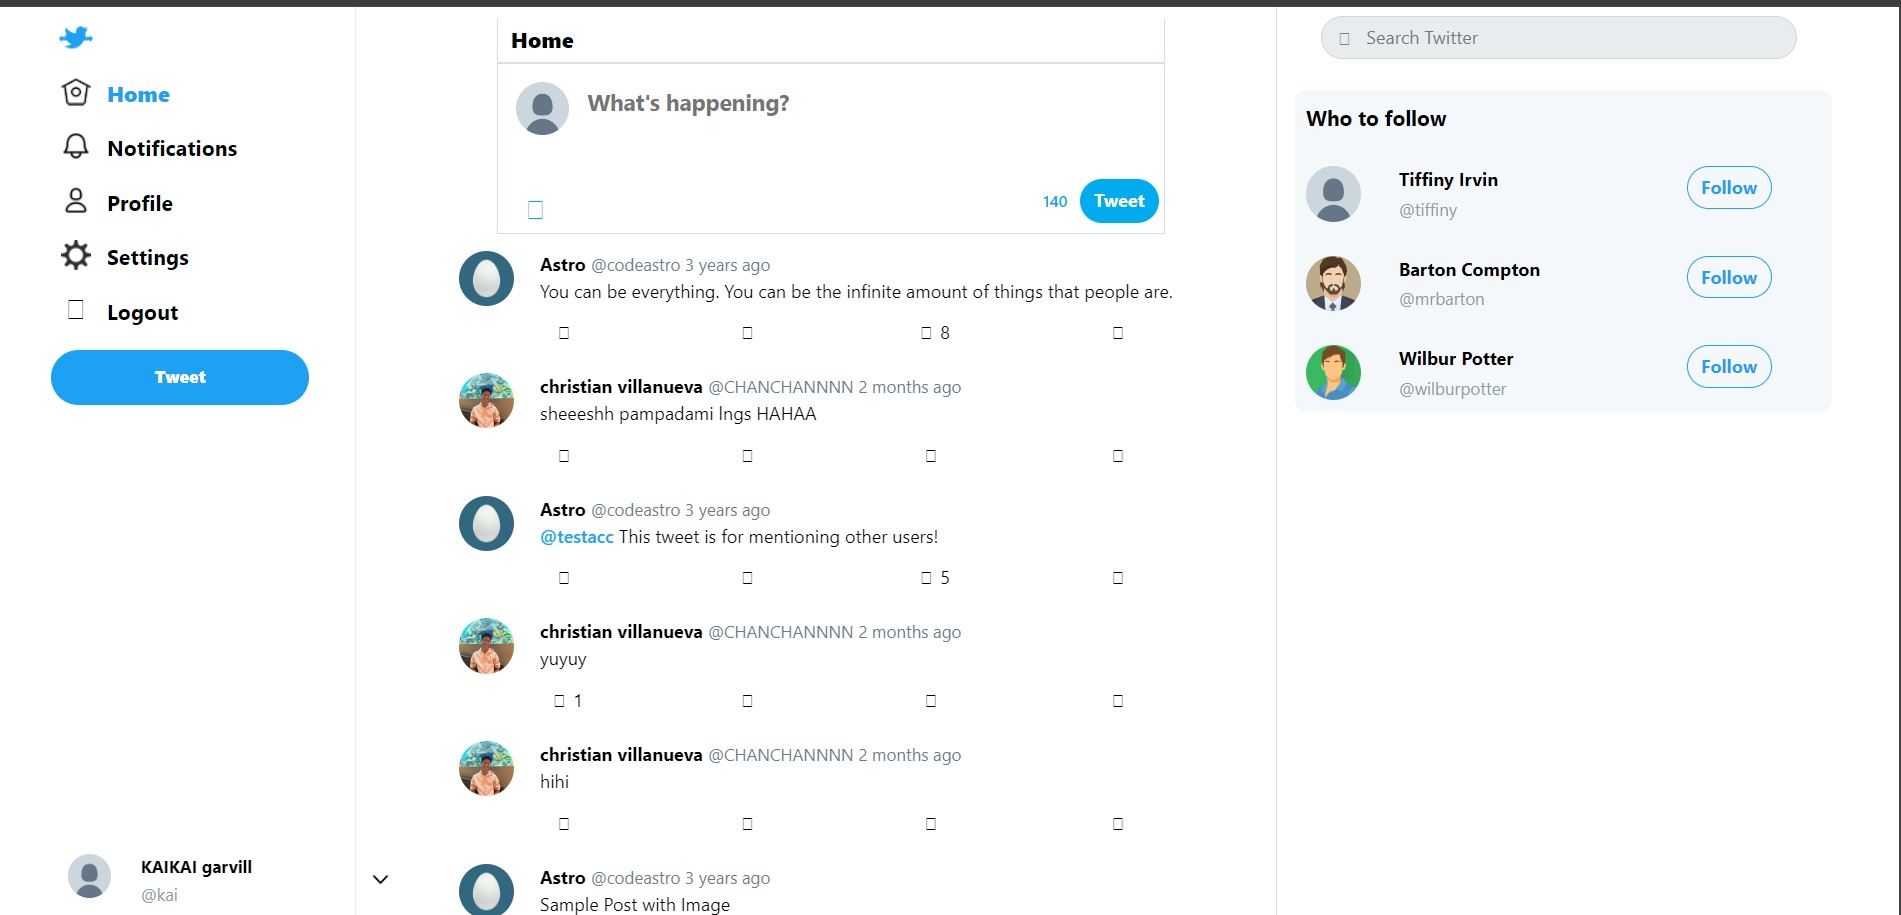 Home
Notifications
Profile
Settings
Logout
Tweet
KAIKAI garvill
@kai
Home
What's happening?
140
Tweet
Astro @codeastro 3 years ago
You can be everything. You can be the infinite amount of things that people are.
8
christian villanueva @CHANCHANNNN 2 months ago
sheeeshh pampadami lngs HAHAA
Astro @codeastro 3 years ago
@testacc This tweet is for mentioning other users!
5
christian villanueva @CHANCHANNNN 2 months ago
yuyuy
1
christian villanueva @CHANCHANNNN 2 months ago
hihi
Astro @codeastro 3 years ago
Sample Post with Image
Search Twitter
Who to follow
Tiffiny Irvin
@tiffiny
Follow
Barton Compton
@mrbarton
Follow
Wilbur Potter
@wilburpotter
Follow